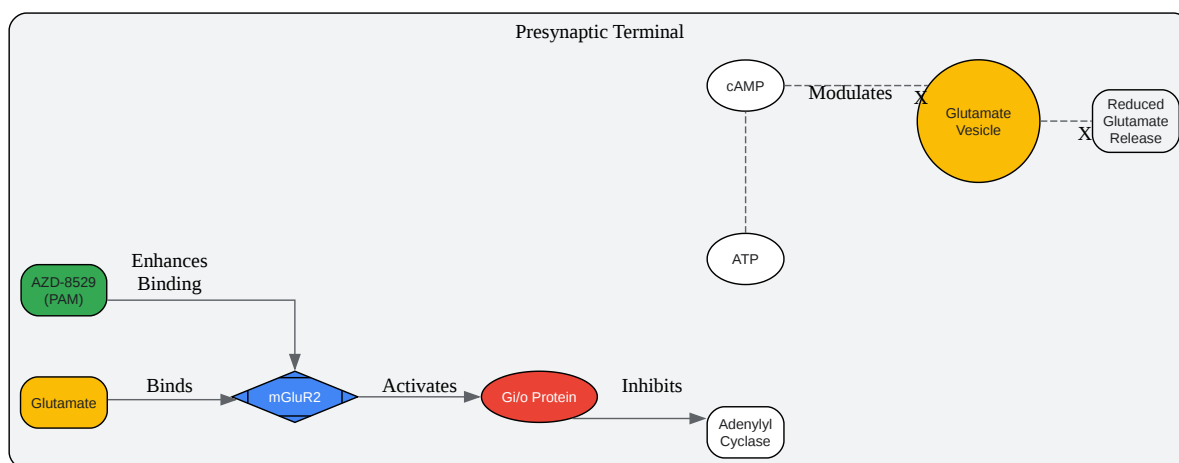 Presynaptic Terminal
cAMP
Modulates
X
Glutamate
Vesicle
X
Reduced
Glutamate
Release
ATP
Enhances
Binding
AZD-8529
(PAM)
Glutamate
Binds
mGluR2
Activates
Gi/o Protein
Inhibits
Adenylyl
Cyclase